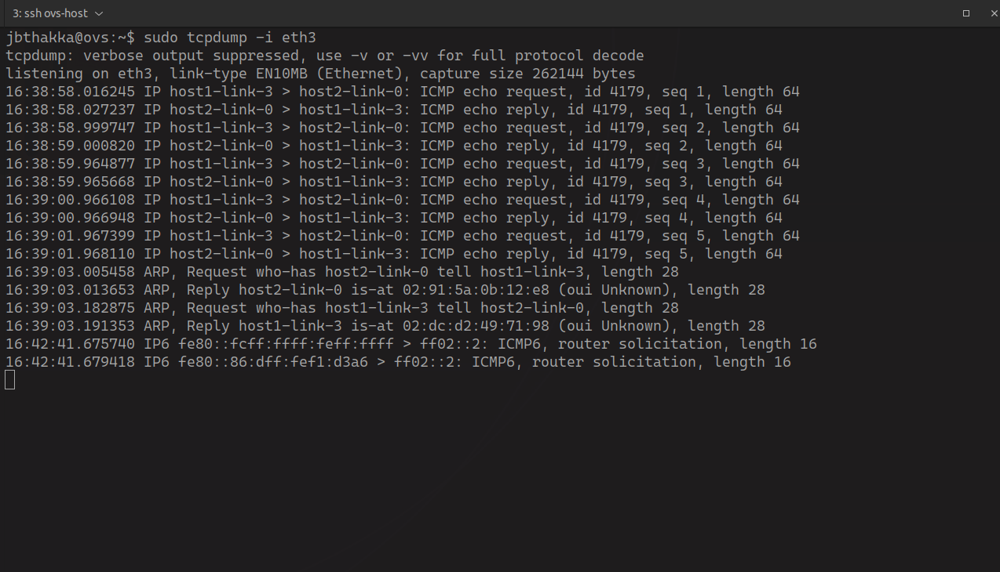 3: ssh ovs-host
jbthakka@ovs:~$ sudo tcpdump -i eth3
tcpdump: verbose output suppressed, use -v or -vv for full protocol decode
listening on eth3, link-type EN10MB (Ethernet), capture size 262144 bytes
16:38:58.016245 IP host1-link-3 > host2-link-0: ICMP echo request, id 4179, seq 1, length 64
16:38:58.027237 IP host2-link-0 > host1-link-3: ICMP echo reply, id 4179, seq 1, length 64
16:38:58.999747 IP host1-link-3 > host2-link-0: ICMP echo request, id 4179, seq 2, length 64
16:38:59.000820 IP host2-link-0 > host1-link-3: ICMP echo reply, id 4179, seq 2, length 64
16:38:59.964877 IP host1-link-3 > host2-link-0: ICMP echo request, id 4179, seq 3, length 64
16:38:59.965668 IP host2-link-0 > host1-link-3: ICMP echo reply, id 4179, seq 3, length 64
16:39:00.966108 IP host1-link-3 > host2-link-0: ICMP echo request, id 4179, seq 4, length 64
16:39:00.966948 IP host2-link-0 > host1-link-3: ICMP echo reply, id 4179, seq 4, length 64
16:39:01.967399 IP host1-link-3 > host2-link-0: ICMP echo request, id 4179, seq 5, length 64
16:39:01.968110 IP host2-link-0 > host1-link-3: ICMP echo reply, id 4179, seq 5, length 64
16:39:03.005458 ARP, Request who-has host2-link-0 tell host1-link-3, length 28
16:39:03.013653 ARP, Reply host2-link-0 is-at 02:91:5a:0b:12:e8 (oui Unknown), length 28
16:39:03.182875 ARP, Request who-has host1-link-3 tell host2-link-0, length 28
16:39:03.191353 ARP, Reply host1-link-3 is-at 02:dc:d2:49:71:98 (oui Unknown), length 28
16:42:41.675740 IP6 fe80::fcff:ffff:feff:ffff > ff02::2: ICMP6, router solicitation, length 16
16:42:41.679418 IP6 fe80::86:dff:fef1:d3a6 > ff02::2: ICMP6, router solicitation, length 16